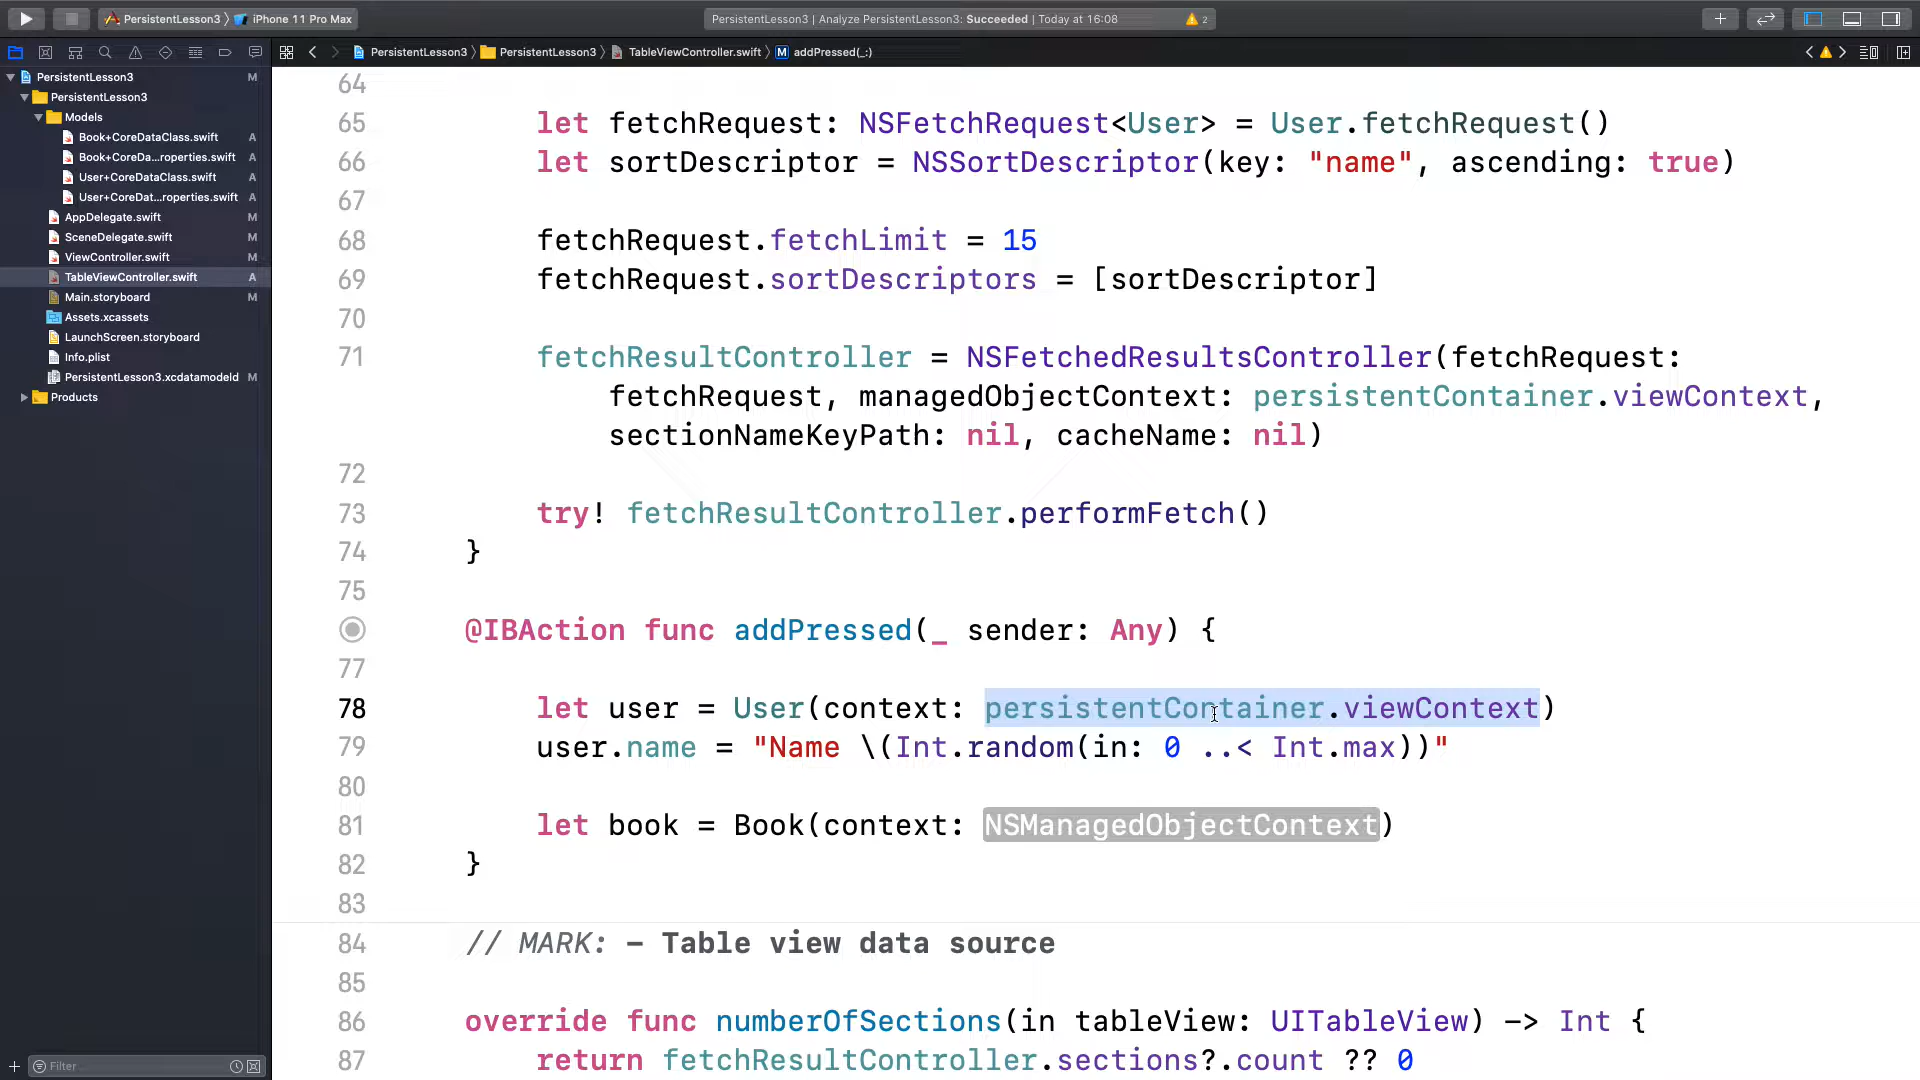 PersistentLesson3 〉 iPhone 11 Pro Max
PersistentLesson3 | Analyze PersistentLesson3: Succeeded | Today at 16:08
2
PersistentLesson3 〉 PersistentLesson3 〉 TableViewController.swift 〉 M addPressed(_:)
PersistentLesson3 M
PersistentLesson3
Models
Book+CoreDataClass.swift A
Book+CoreDa...roperties.swift A
User+CoreDataClass.swift A
User+CoreDat...roperties.swift A
AppDelegate.swift M
SceneDelegate.swift M
ViewController.swift M
TableViewController.swift A
Main.storyboard M
Assets.xcassets
LaunchScreen.storyboard
Info.plist
PersistentLesson3.xcdatamodeld M
Products
Filter
64
65 let fetchRequest: NSFetchRequest<User> = User.fetchRequest()
66 let sortDescriptor = NSSortDescriptor(key: "name", ascending: true)
67
68 fetchRequest.fetchLimit = 15
69 fetchRequest.sortDescriptors = [sortDescriptor]
70
71 fetchResultController = NSFetchedResultsController(fetchRequest:
fetchRequest, managedObjectContext: persistentContainer.viewContext,
sectionNameKeyPath: nil, cacheName: nil)
72
73 try! fetchResultController.performFetch()
74 }
75
@IBAction func addPressed(_ sender: Any) {
77
78 let user = User(context: persistentContainer.viewContext)
79 user.name = "Name \(Int.random(in: 0 ..< Int.max))"
80
81 let book = Book(context: NSManagedObjectContext)
82 }
83
84 // MARK: - Table view data source
85
86 override func numberOfSections(in tableView: UITableView) -> Int {
87 return fetchResultController.sections?.count ?? 0